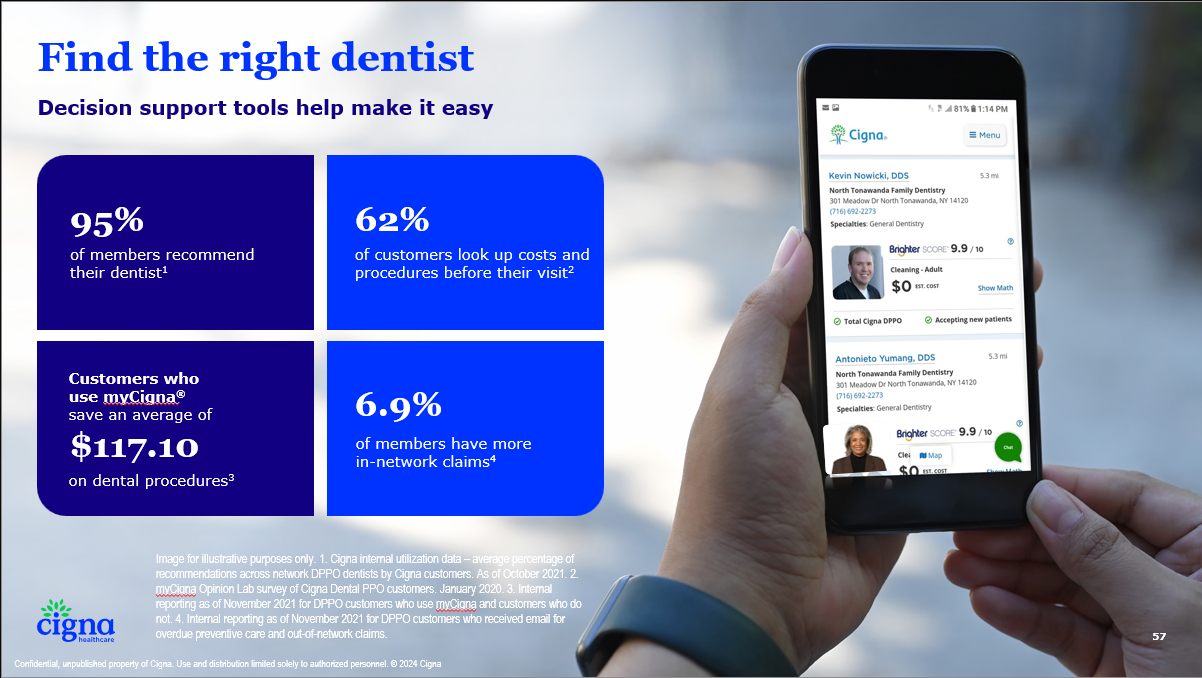 Find the right dentist
Decision support tools help make it easy
95%
of members recommend
their dentist¹
62%
of customers look up costs and
procedures before their visit²
Customers who
use myCigna®
save an average of
$117.10
on dental procedures³
6.9%
of members have more
in-network claims⁴
81% 1:14 PM
Cigna®
Menu
Kevin Nowicki, DDS
5.3 mi
North Tonawanda Family Dentistry
301 Meadow Dr North Tonawanda, NY 14120
(716) 692-2273
Specialties: General Dentistry
Brighter SCORE® 9.9 / 10
Cleaning - Adult
$0 EST. COST
Show Math
Total Cigna DPPO
Accepting new patients
Antonieto Yumang, DDS
5.3 mi
North Tonawanda Family Dentistry
301 Meadow Dr North Tonawanda, NY 14120
(716) 692-2273
Specialties: General Dentistry
Brighter SCORE® 9.9 / 10
Map
Chat
$0 EST. COST
Show Math
Image for illustrative purposes only. 1. Cigna internal utilization data – average percentage of
recommendations across network DPPO dentists by Cigna customers. As of October 2021. 2.
myCigna Opinion Lab survey of Cigna Dental PPO customers. January 2020. 3. Internal
reporting as of November 2021 for DPPO customers who use myCigna and customers who do
not. 4. Internal reporting as of November 2021 for DPPO customers who received email for
overdue preventive care and out-of-network claims.
cigna
healthcare
57
Confidential, unpublished property of Cigna. Use and distribution limited solely to authorized personnel. © 2024 Cigna